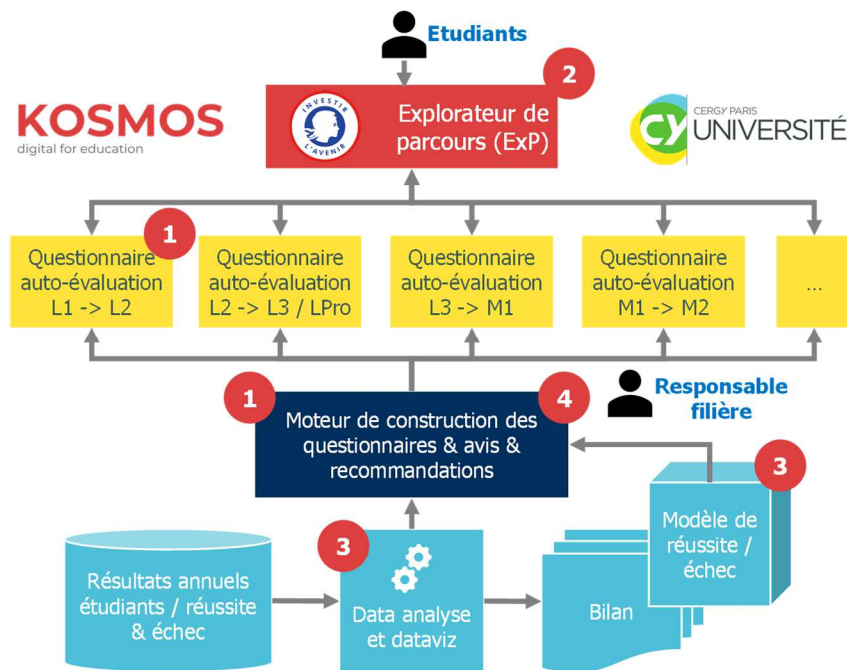 Etudiants
2
KOSMOS
digital for education
INVESTIR
L'AVENIR
Explorateur de
parcours (ExP)
CY
CERGY PARIS
UNIVERSITÉ
1
Questionnaire
auto-évaluation
L1 -> L2
Questionnaire
auto-évaluation
L2 -> L3 / LPro
Questionnaire
auto-évaluation
L3 -> M1
Questionnaire
auto-évaluation
M1 -> M2
...
Responsable
filière
1
4
Moteur de construction des
questionnaires & avis &
recommandations
3
Modèle de
réussite /
échec
3
Résultats annuels
étudiants / réussite
& échec
Data analyse
et dataviz
Bilan